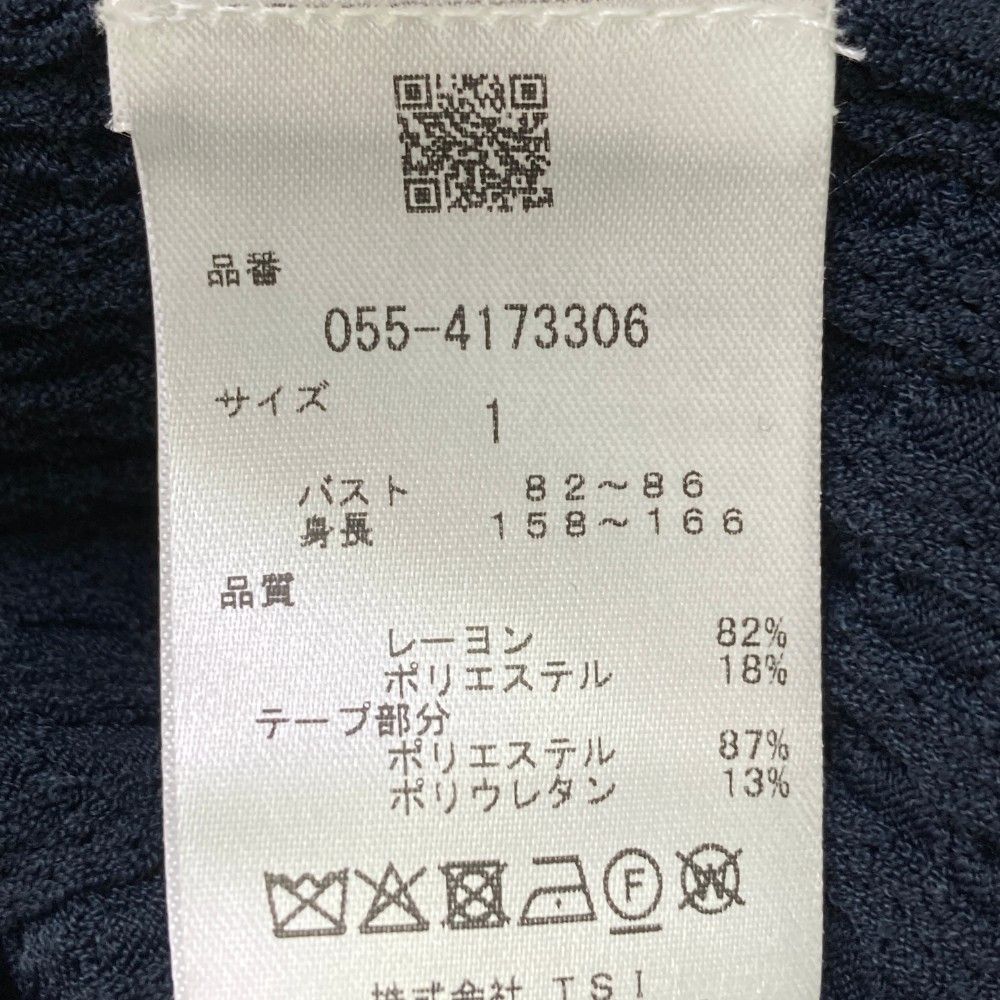 品番
055-4173306
サイズ
1
バスト 82～86
身長 158～166
品質
レーヨン 82%
ポリエステル 18%
テープ部分
ポリエステル 87%
ポリウレタン 13%
F W
株式会社 TSI